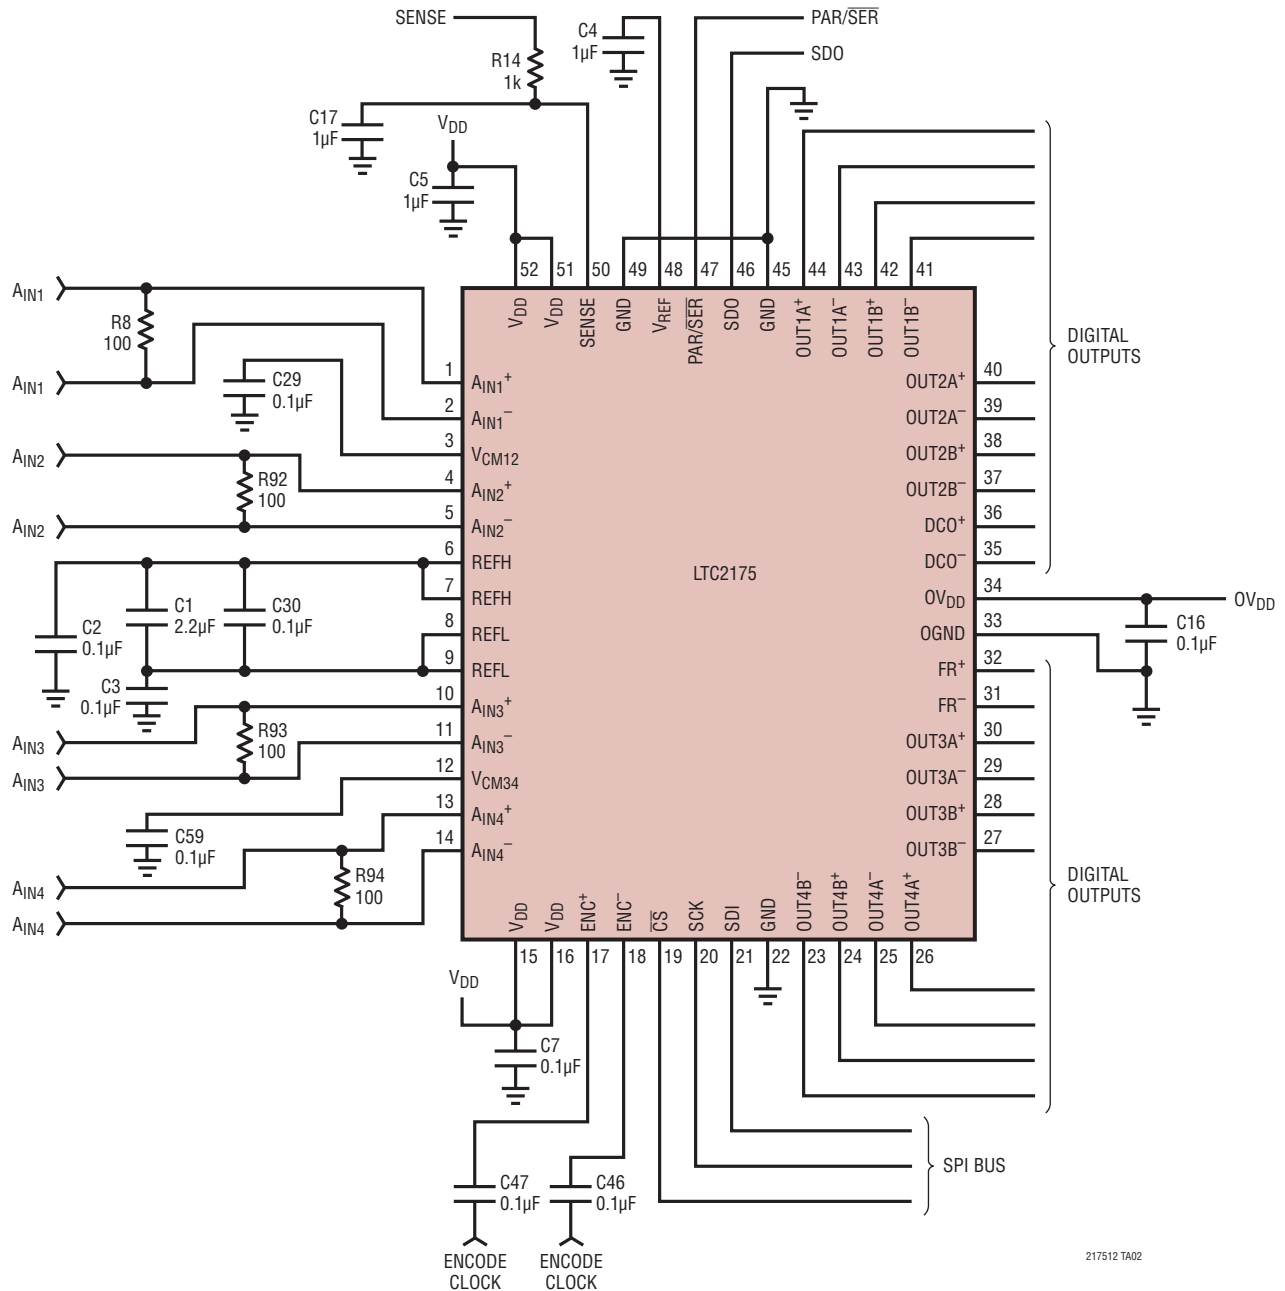 SENSE
R14
1k
C4
1µF
PAR/SER
SDO
C17
1µF
VDD
C5
1µF
52 51 50 49 48 47 46 45 44 43 42 41
VDD VDD SENSE GND VREF PAR/SER SDO GND OUT1A+ OUT1A– OUT1B+ OUT1B–
DIGITAL
OUTPUTS
AIN1
R8
100
AIN1
C29
0.1µF
AIN2
R92
100
AIN2
C2
0.1µF
C1
2.2µF
C30
0.1µF
C3
0.1µF
AIN3
R93
100
AIN3
C59
0.1µF
AIN4
R94
100
AIN4
1 AIN1+
2 AIN1–
3 VCM12
4 AIN2+
5 AIN2–
6 REFH
7 REFH
8 REFL
9 REFL
10 AIN3+
11 AIN3–
12 VCM34
13 AIN4+
14 AIN4–
LTC2175
OUT2A+ 40
OUT2A– 39
OUT2B+ 38
OUT2B– 37
DCO+ 36
DCO– 35
OVDD 34
OGND 33
FR+ 32
FR– 31
OUT3A+ 30
OUT3A– 29
OUT3B+ 28
OUT3B– 27
OVDD
C16
0.1µF
DIGITAL
OUTPUTS
VDD VDD ENC+ ENC– CS SCK SDI GND OUT4B– OUT4B+ OUT4A– OUT4A+
15 16 17 18 19 20 21 22 23 24 25 26
VDD
C7
0.1µF
SPI BUS
C47
0.1µF
C46
0.1µF
ENCODE
CLOCK
ENCODE
CLOCK
217512 TA02